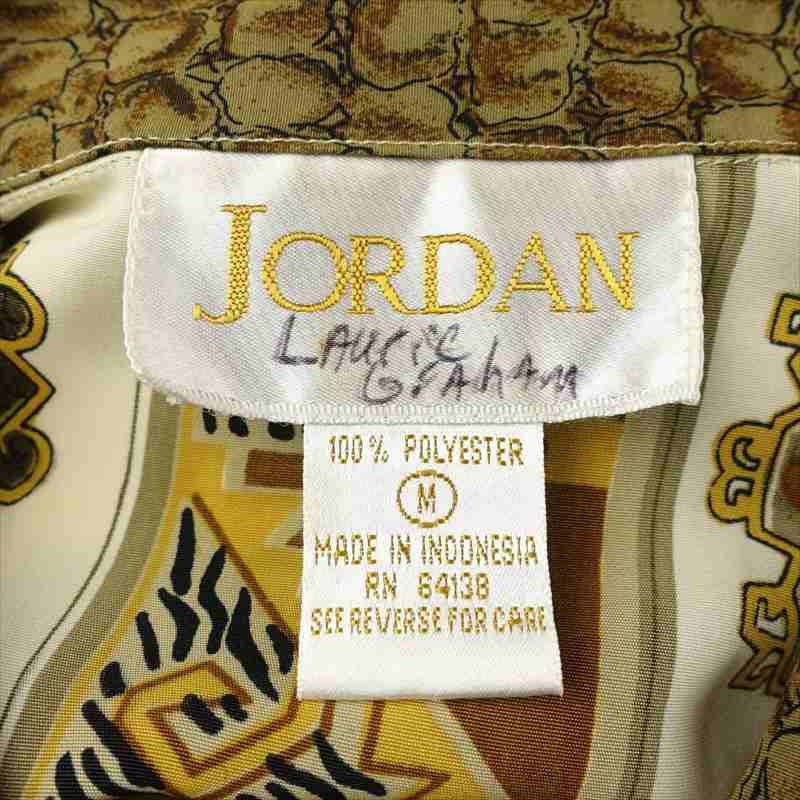 JORDAN
Laurie
Graham
100% POLYESTER
M
MADE IN INDONESIA
RN 64138
SEE REVERSE FOR CARE